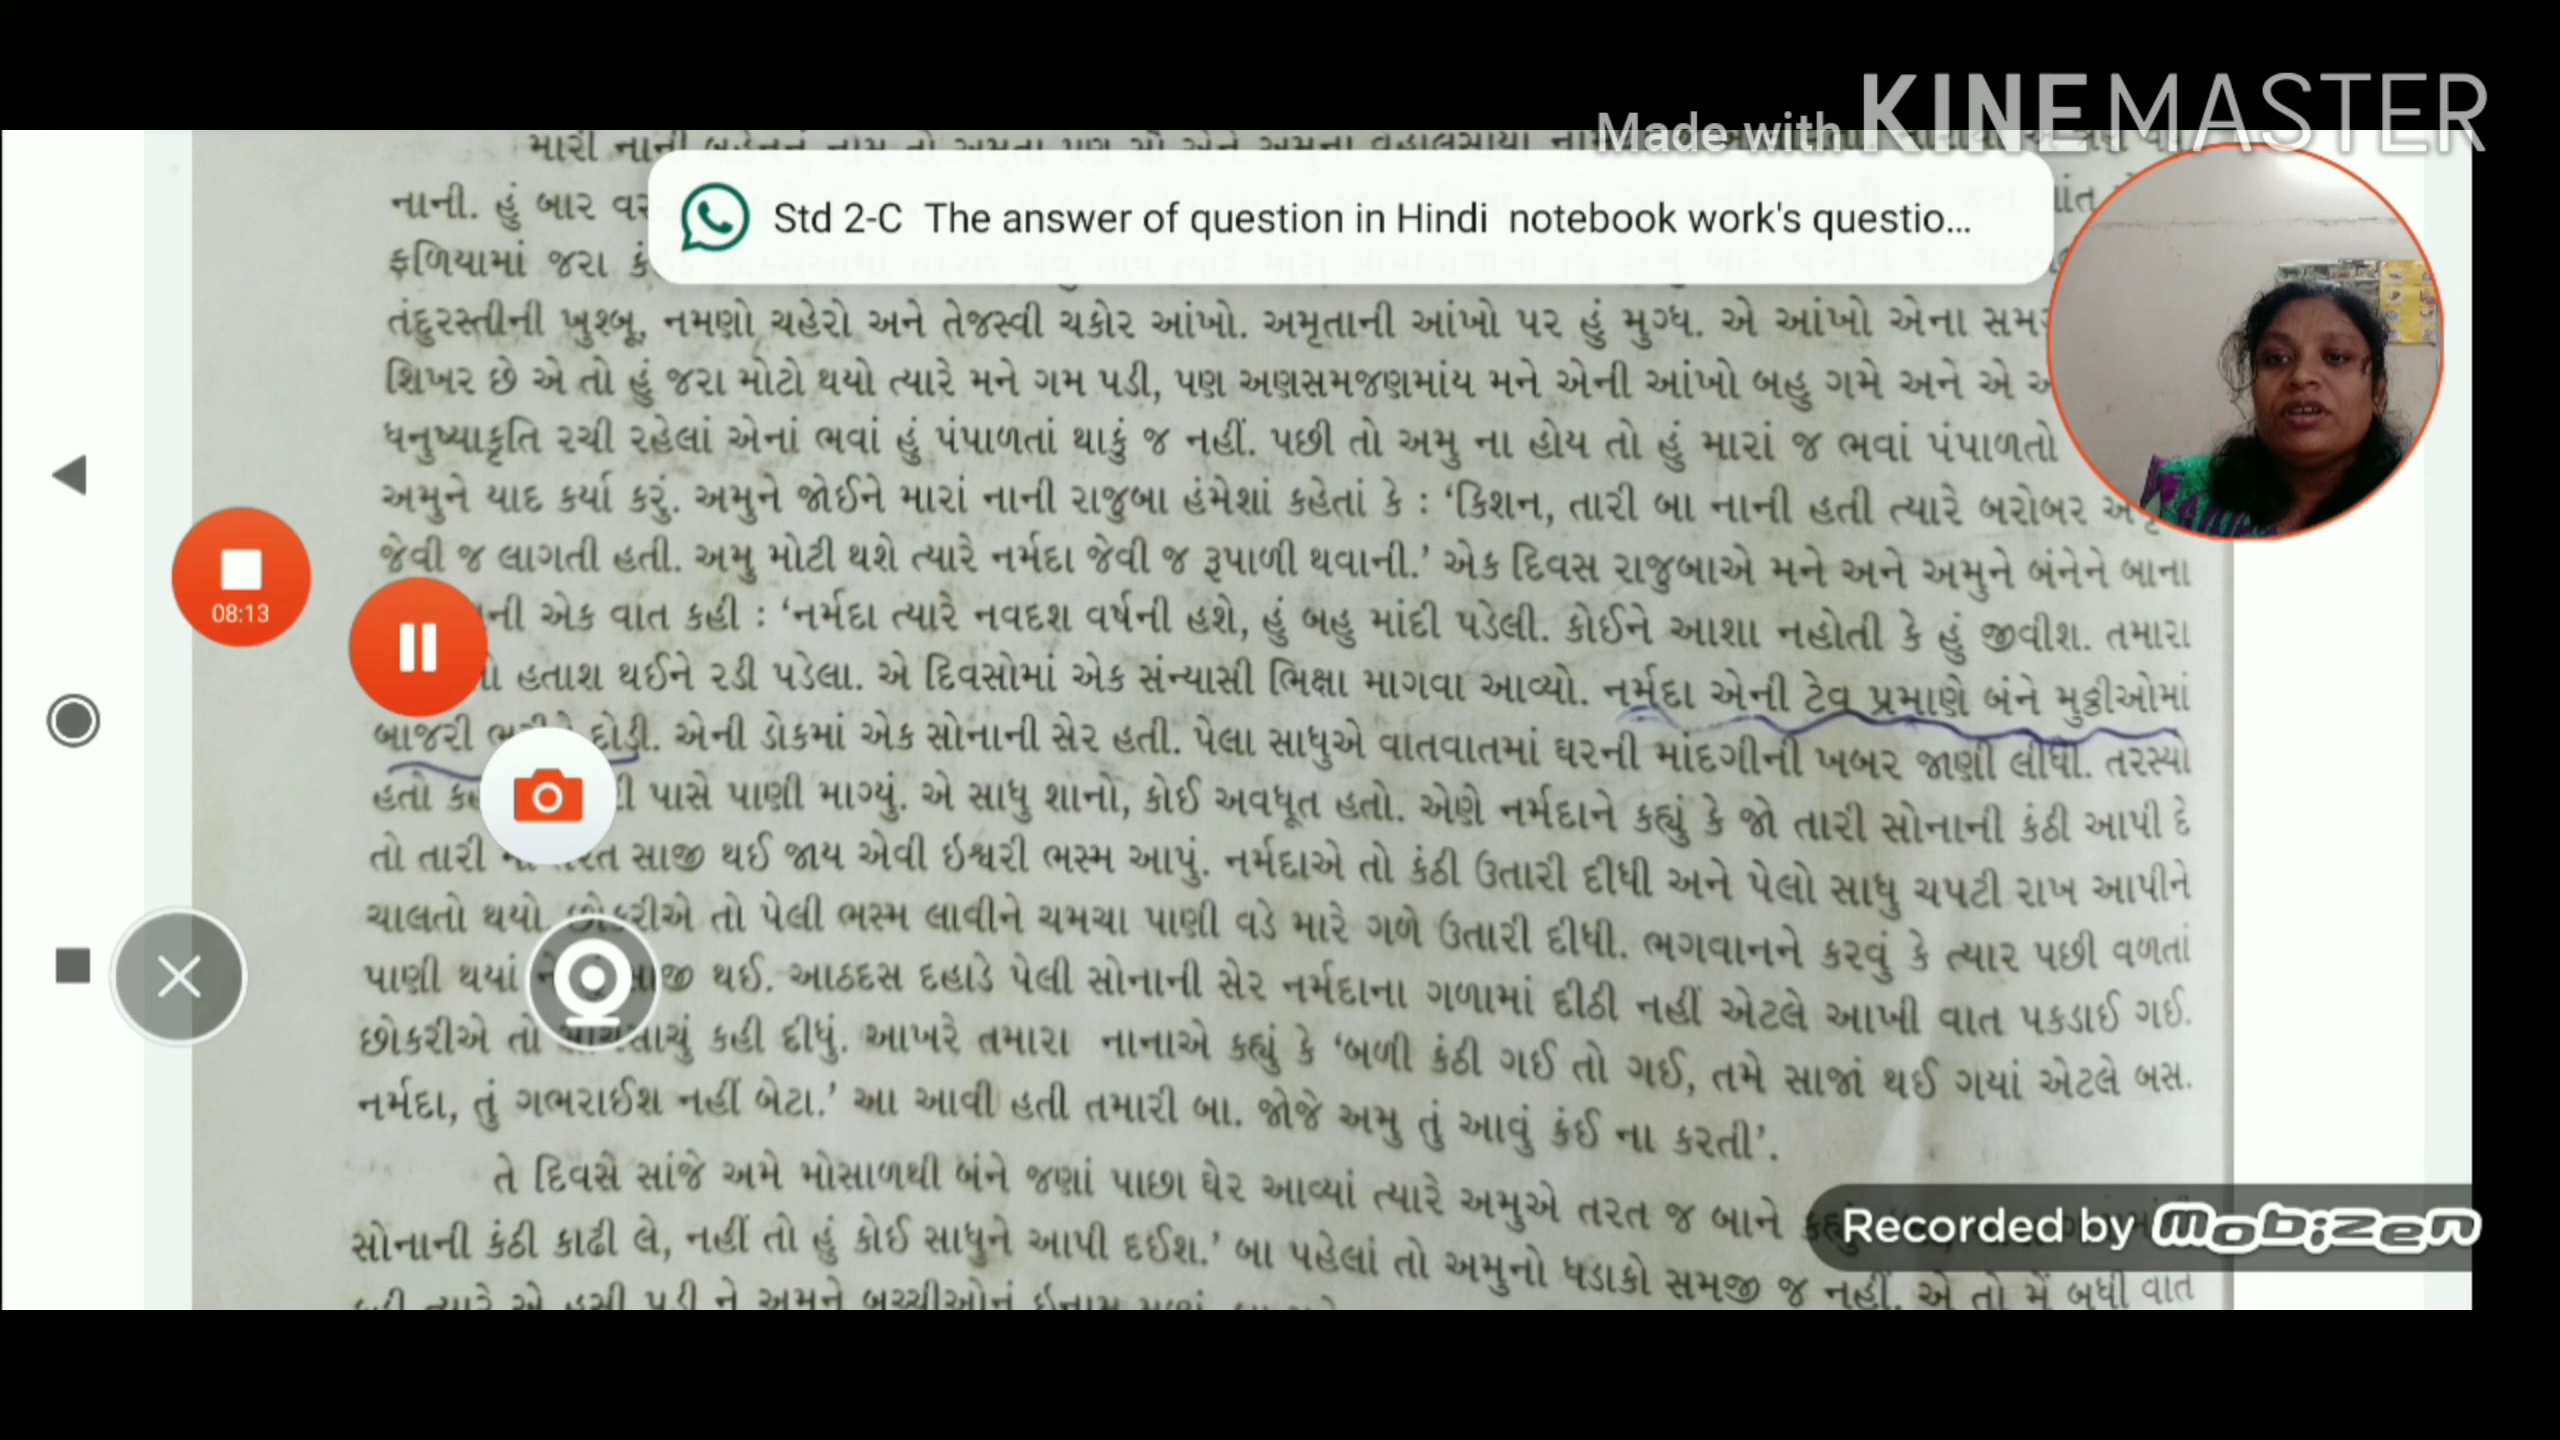 Made with KINEMASTER
મારી નાની
Std 2-C The answer of question in Hindi notebook work's questio...
નાની. હું બાર
ફળિયામાં જરા
તંદુરસ્તીની ખુશ્બૂ, નમણો ચહેરો અને તેજસ્વી ચકોર આંખો. અમૃતાની આંખો પર હું મુગ્ધ. એ આંખો એના
શિખર છે એ તો હું જરા મોટો થયો ત્યારે મને ગમ પડી, પણ અણસમજણમાંય મને એની આંખો બહુ ગમે અને એ
ધનુષ્યાકૃતિ રચી રહેલાં એનાં ભવાં હું પંપાળતાં થાકું જ નહીં. પછી તો અમુ ના હોય તો હું મારાં જ ભવાં પંપાળતો
અમુને યાદ કર્યા કરું. અમુને જોઈને મારાં નાની રાજુબા હંમેશાં કહેતાં કે : ‘કિશન, તારી બા નાની હતી ત્યારે બરોબર
જેવી જ લાગતી હતી. અમુ મોટી થશે ત્યારે નર્મદા જેવી જ રૂપાળી થવાની.’ એક દિવસ રાજુબાએ મને અને અમુને બંનેને બાના
ની એક વાત કહી : ‘નર્મદા ત્યારે નવદશ વર્ષની હશે, હું બહુ માંદી પડેલી. કોઈને આશા નહોતી કે હું જીવીશ. તમારા
08:13
હતાશ થઈને રડી પડેલા. એ દિવસોમાં એક સંન્યાસી ભિક્ષા માગવા આવ્યો. નર્મદા એની ટેવ પ્રમાણે બંને મુઠ્ઠીઓમાં
બાજરી દોડી. એની ડોકમાં એક સોનાની સેર હતી. પેલા સાધુએ વાતવાતમાં ઘરની માંદગીની ખબર જાણી લીધી. તરસ્યો
હતો પાસે પાણી માગ્યું. એ સાધુ શાનો, કોઈ અવધૂત હતો. એણે નર્મદાને કહ્યું કે જો તારી સોનાની કંઠી આપી દે
તો તારી સાજી થઈ જાય એવી ઈશ્વરી ભસ્મ આપું. નર્મદાએ તો કંઠી ઉતારી દીધી અને પેલો સાધુ ચપટી રાખ આપીને
ચાલતો થયો. છોકરીએ તો પેલી ભસ્મ લાવીને ચમચા પાણી વડે મારે ગળે ઉતારી દીધી. ભગવાનને કરવું કે ત્યાર પછી વળતાં
પાણી થયાં સાજી થઈ. આઠદસ દહાડે પેલી સોનાની સેર નર્મદાના ગળામાં દીઠી નહીં એટલે આખી વાત પકડાઈ ગઈ.
છોકરીએ તો સાચસાચું કહી દીધું. આખરે તમારા નાનાએ કહ્યું કે ‘બળી કંઠી ગઈ તો ગઈ, તમે સાજાં થઈ ગયાં એટલે બસ.
નર્મદા, તું ગભરાઈશ નહીં બેટા.’ આ આવી હતી તમારી બા. જોજે અમુ તું આવું કંઈ ના કરતી’.
તે દિવસે સાંજે અમે મોસાળથી બંને જણાં પાછા ઘેર આવ્યાં ત્યારે અમુએ તરત જ બાને
Recorded by mobizen
સોનાની કંઠી કાઢી લે, નહીં તો હું કોઈ સાધુને આપી દઈશ.’ બા પહેલાં તો અમુનો ધડાકો સમજી જ નહીં. એ તો મેં બધી વાત